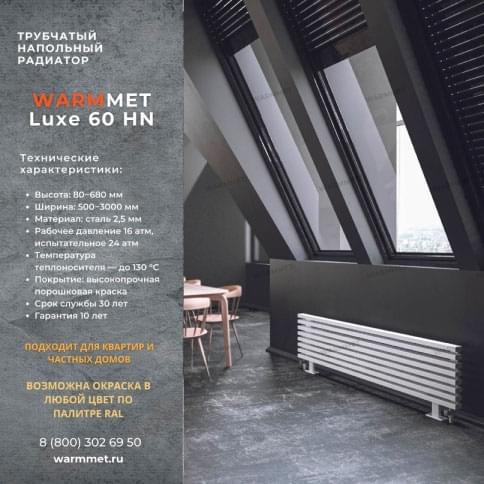 ТРУБЧАТЫЙ
НАПОЛЬНЫЙ
РАДИАТОР
WARMMET
Luxe 60 HN
Технические
характеристики:
• Высота: 80–680 мм
• Ширина: 500–3000 мм
• Материал: сталь 2,5 мм
• Рабочее давление 16 атм,
испытательное 24 атм
• Температура
теплоносителя — до 130 °C
• Покрытие: высокопрочная
порошковая краска
• Срок службы 30 лет
• Гарантия 10 лет
ПОДХОДИТ ДЛЯ КВАРТИР И
ЧАСТНЫХ ДОМОВ
ВОЗМОЖНА ОКРАСКА В
ЛЮБОЙ ЦВЕТ ПО
ПАЛИТРЕ RAL
8 (800) 302 69 50
warmmet.ru